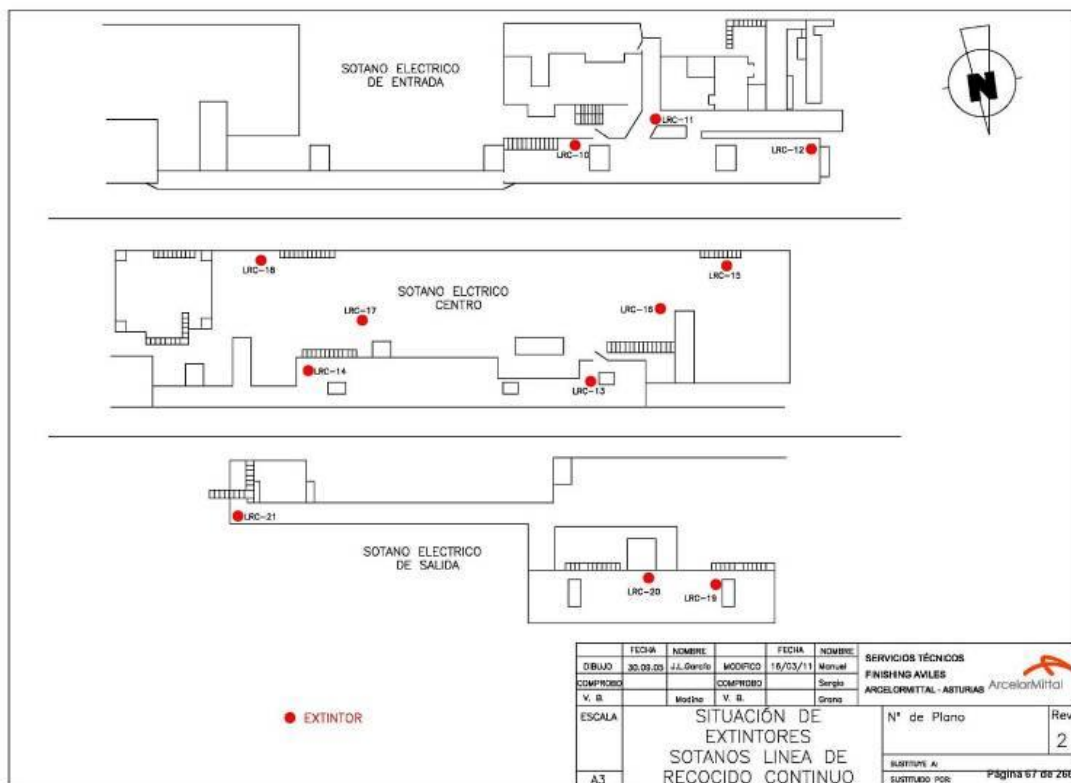 SOTANO ELECTRICO
DE ENTRADA
N
LRC-11
LRC-10
LRC-12
LRC-18
LRC-15
SOTANO ELCTRICO
CENTRO
LRC-17
LRC-16
LRC-14
LRC-13
LRC-21
SOTANO ELECTRICO
DE SALIDA
LRC-20
LRC-19
EXTINTOR
FECHA NOMBRE FECHA NOMBRE
DIBUJO 30.09.05 J.L.García MODIFICO 16/03/11 Manuel
COMPROBO COMPROBO Sergio
V. B. Modino V. B.
SERVICIOS TÉCNICOS
FINISHING AVILES
ARCELORMITTAL - ASTURIAS
ArcelorMittal
ESCALA
A3
SITUACIÓN DE
EXTINTORES
SOTANOS LINEA DE
RECOCIDO CONTINUO
N° de Plano
Rev
2
SUSTITUYE A:
SUSTITUIDO POR:
Página 67 de 268